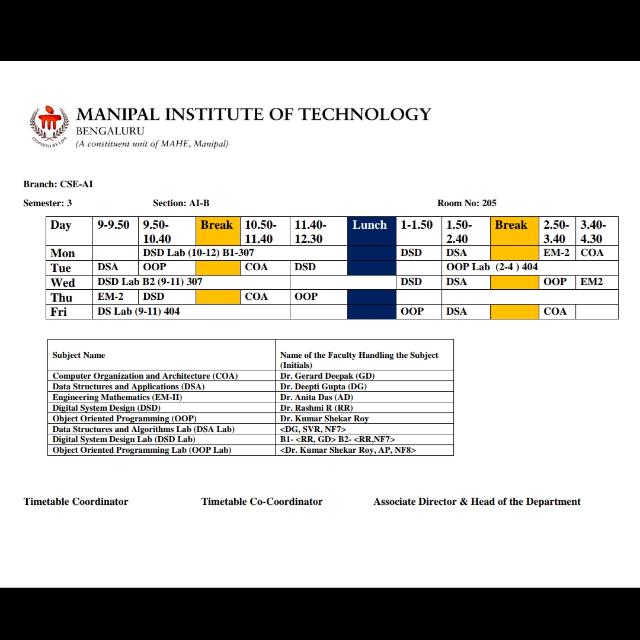 MANIPAL INSTITUTE OF TECHNOLOGY
BENGALURU
(A constituent unit of MAHE, Manipal)
Branch: CSE-AI
Semester: 3 Section: AI-B Room No: 205
Day 9-9.50 9.50-10.40 Break 10.50-11.40 11.40-12.30 Lunch 1-1.50 1.50-2.40 Break 2.50-3.40 3.40-4.30
Mon DSD Lab (10-12) B1-307 DSD DSA EM-2 COA
Tue DSA OOP COA DSD OOP Lab (2-4 ) 404
Wed DSD Lab B2 (9-11) 307 DSD DSA OOP EM2
Thu EM-2 DSD COA OOP
Fri DS Lab (9-11) 404 OOP DSA COA
Subject Name Name of the Faculty Handling the Subject (Initials)
Computer Organization and Architecture (COA) Dr. Gerard Deepak (GD)
Data Structures and Applications (DSA) Dr. Deepti Gupta (DG)
Engineering Mathematics (EM-II) Dr. Anita Das (AD)
Digital System Design (DSD) Dr. Rashmi R (RR)
Object Oriented Programming (OOP) Dr. Kumar Shekar Roy
Data Structures and Algorithms Lab (DSA Lab) <DG, SVR, NF7>
Digital System Design Lab (DSD Lab) B1- <RR, GD> B2- <RR,NF7>
Object Oriented Programming Lab (OOP Lab) <Dr. Kumar Shekar Roy, AP, NF8>
Timetable Coordinator Timetable Co-Coordinator Associate Director & Head of the Department